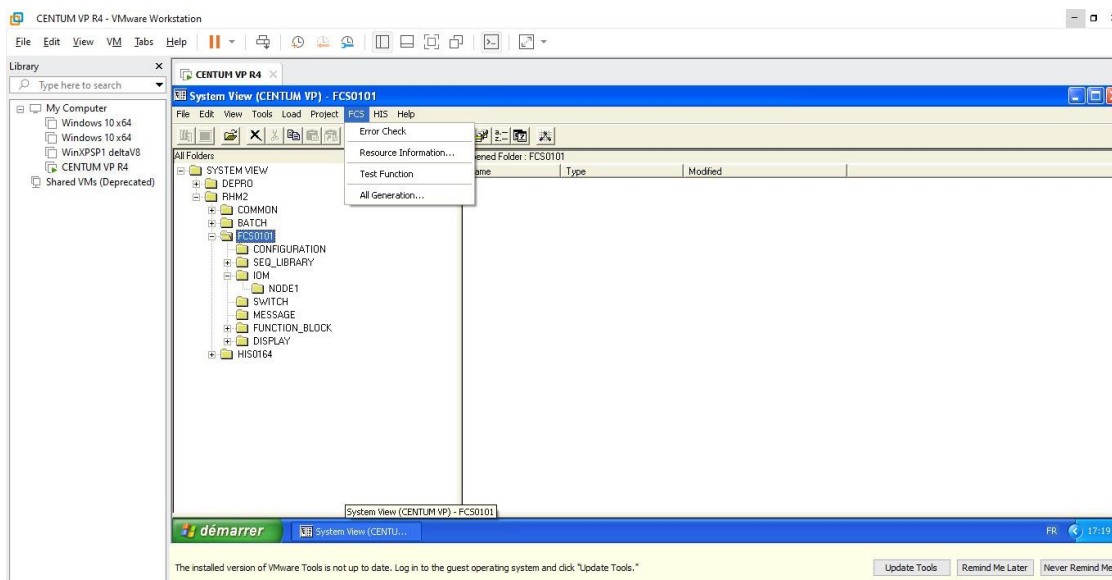 CENTUM VP R4 - VMware Workstation
File Edit View VM Tabs Help
Library
Type here to search
My Computer
Windows 10 x64
Windows 10 x64
WinXPSP1 deltaV8
CENTUM VP R4
Shared VMs (Deprecated)
CENTUM VP R4
System View (CENTUM VP) - FCS0101
File Edit View Tools Load Project FCS HIS Help
Error Check
Resource Information...
Test Function
All Generation...
All Folders
ened Folder : FCS0101
ame Type Modified
SYSTEM VIEW
DEPRO
RHM2
COMMON
BATCH
FCS0101
CONFIGURATION
SEQ_LIBRARY
IOM
NODE1
SWITCH
MESSAGE
FUNCTION_BLOCK
DISPLAY
HIS0164
System View (CENTUM VP) - FCS0101
démarrer System View (CENTU... FR 17:19
The installed version of VMware Tools is not up to date. Log in to the guest operating system and click "Update Tools." Update Tools Remind Me Later Never Remind Me